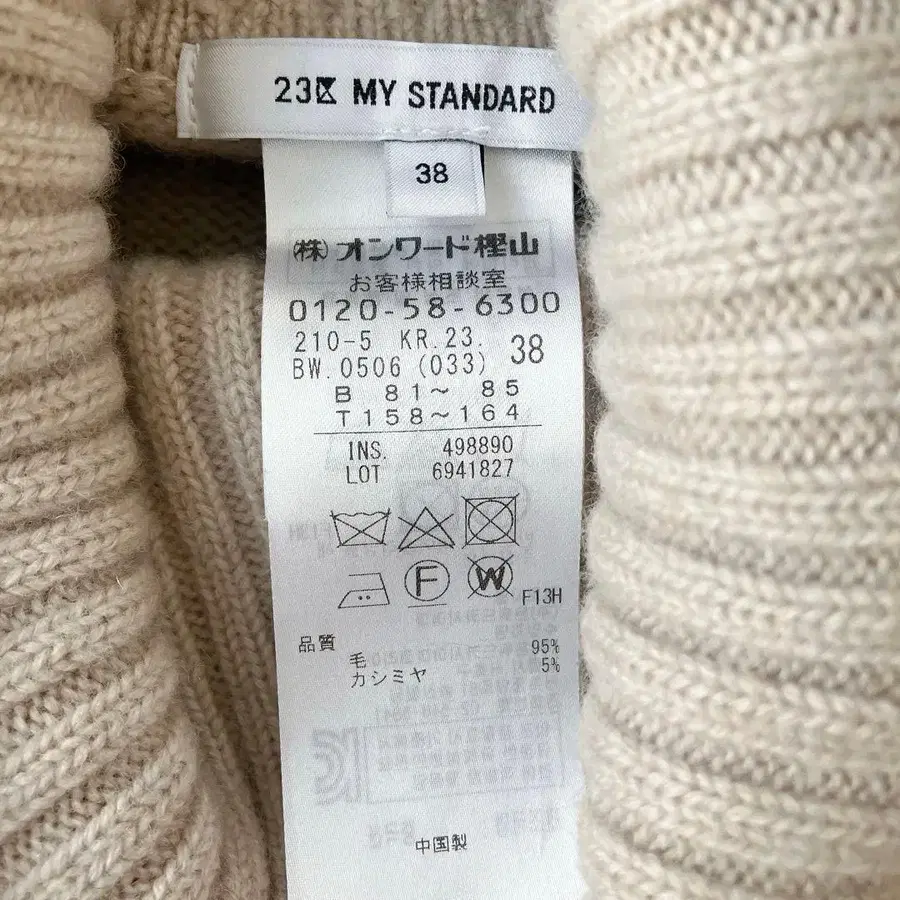 23区 MY STANDARD
38
(株)オンワード樫山
お客様相談室
0120-58-6300
210-5 KR.23.
BW.0506 (033) 38
B 81~ 85
T158~164
INS. 498890
LOT 6941827
F
W
F13H
品質
毛 95%
カシミヤ 5%
中国製